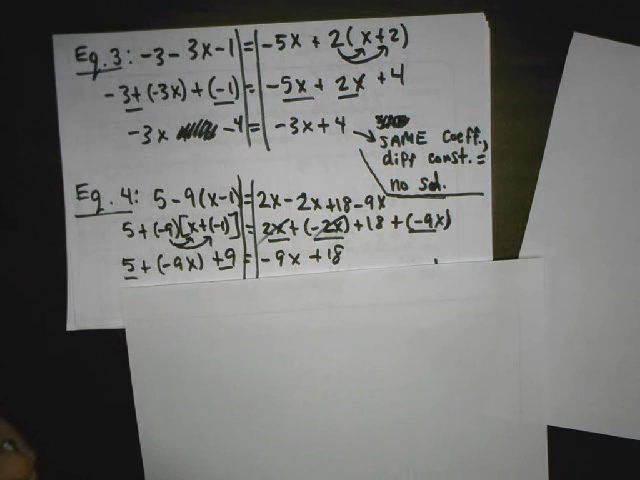 Eq. 3: -3 - 3x - 1 = -5x + 2(x + 2)
-3 + (-3x) + (-1) = -5x + 2x + 4
-3x -4 = -3x + 4 → SAME coeff.,
diff const. =
no sol.
Eq. 4: 5 - 9(x - 1) = 2x - 2x + 18 - 9x
5 + (-9)[x + (-1)] = 2x + (-2x) + 18 + (-9x)
5 + (-9x) + 9 = -9x + 18